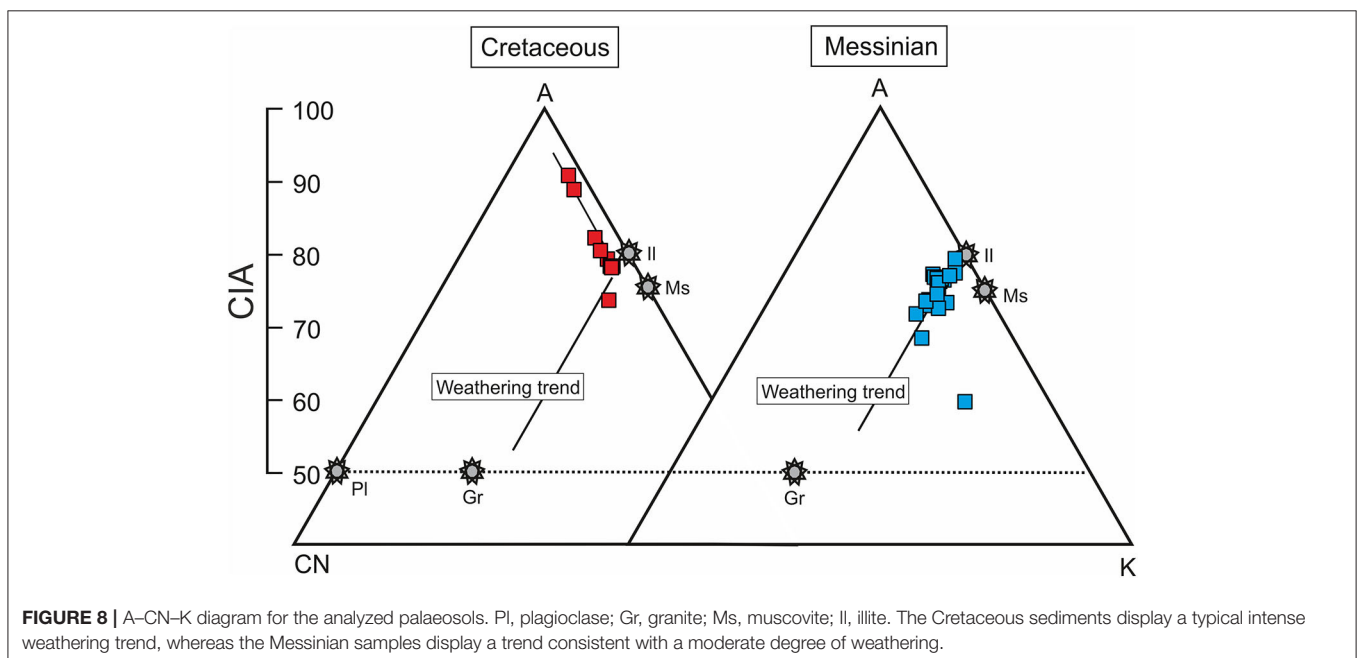 Cretaceous
Messinian
A
A
100
90
80
70
60
50
CIA
Il
Ms
Il
Ms
Weathering trend
Weathering trend
Pl
Gr
Gr
CN
K
FIGURE 8 | A–CN–K diagram for the analyzed palaeosols. Pl, plagioclase; Gr, granite; Ms, muscovite; Il, illite. The Cretaceous sediments display a typical intense
weathering trend, whereas the Messinian samples display a trend consistent with a moderate degree of weathering.